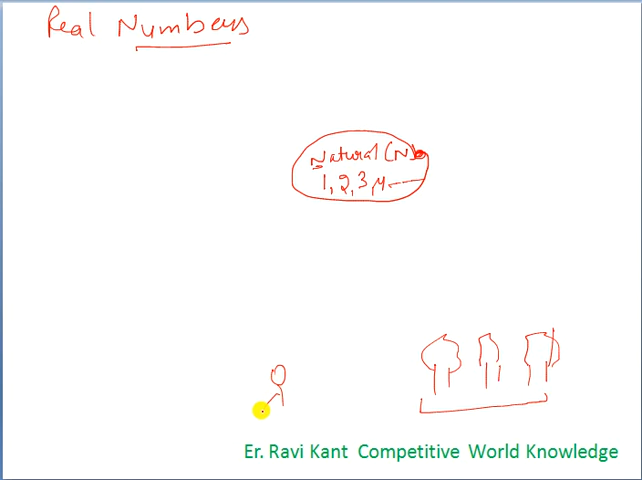 Real Numbers
Natural (N)
1, 2, 3, 4
Er. Ravi Kant Competitive World Knowledge